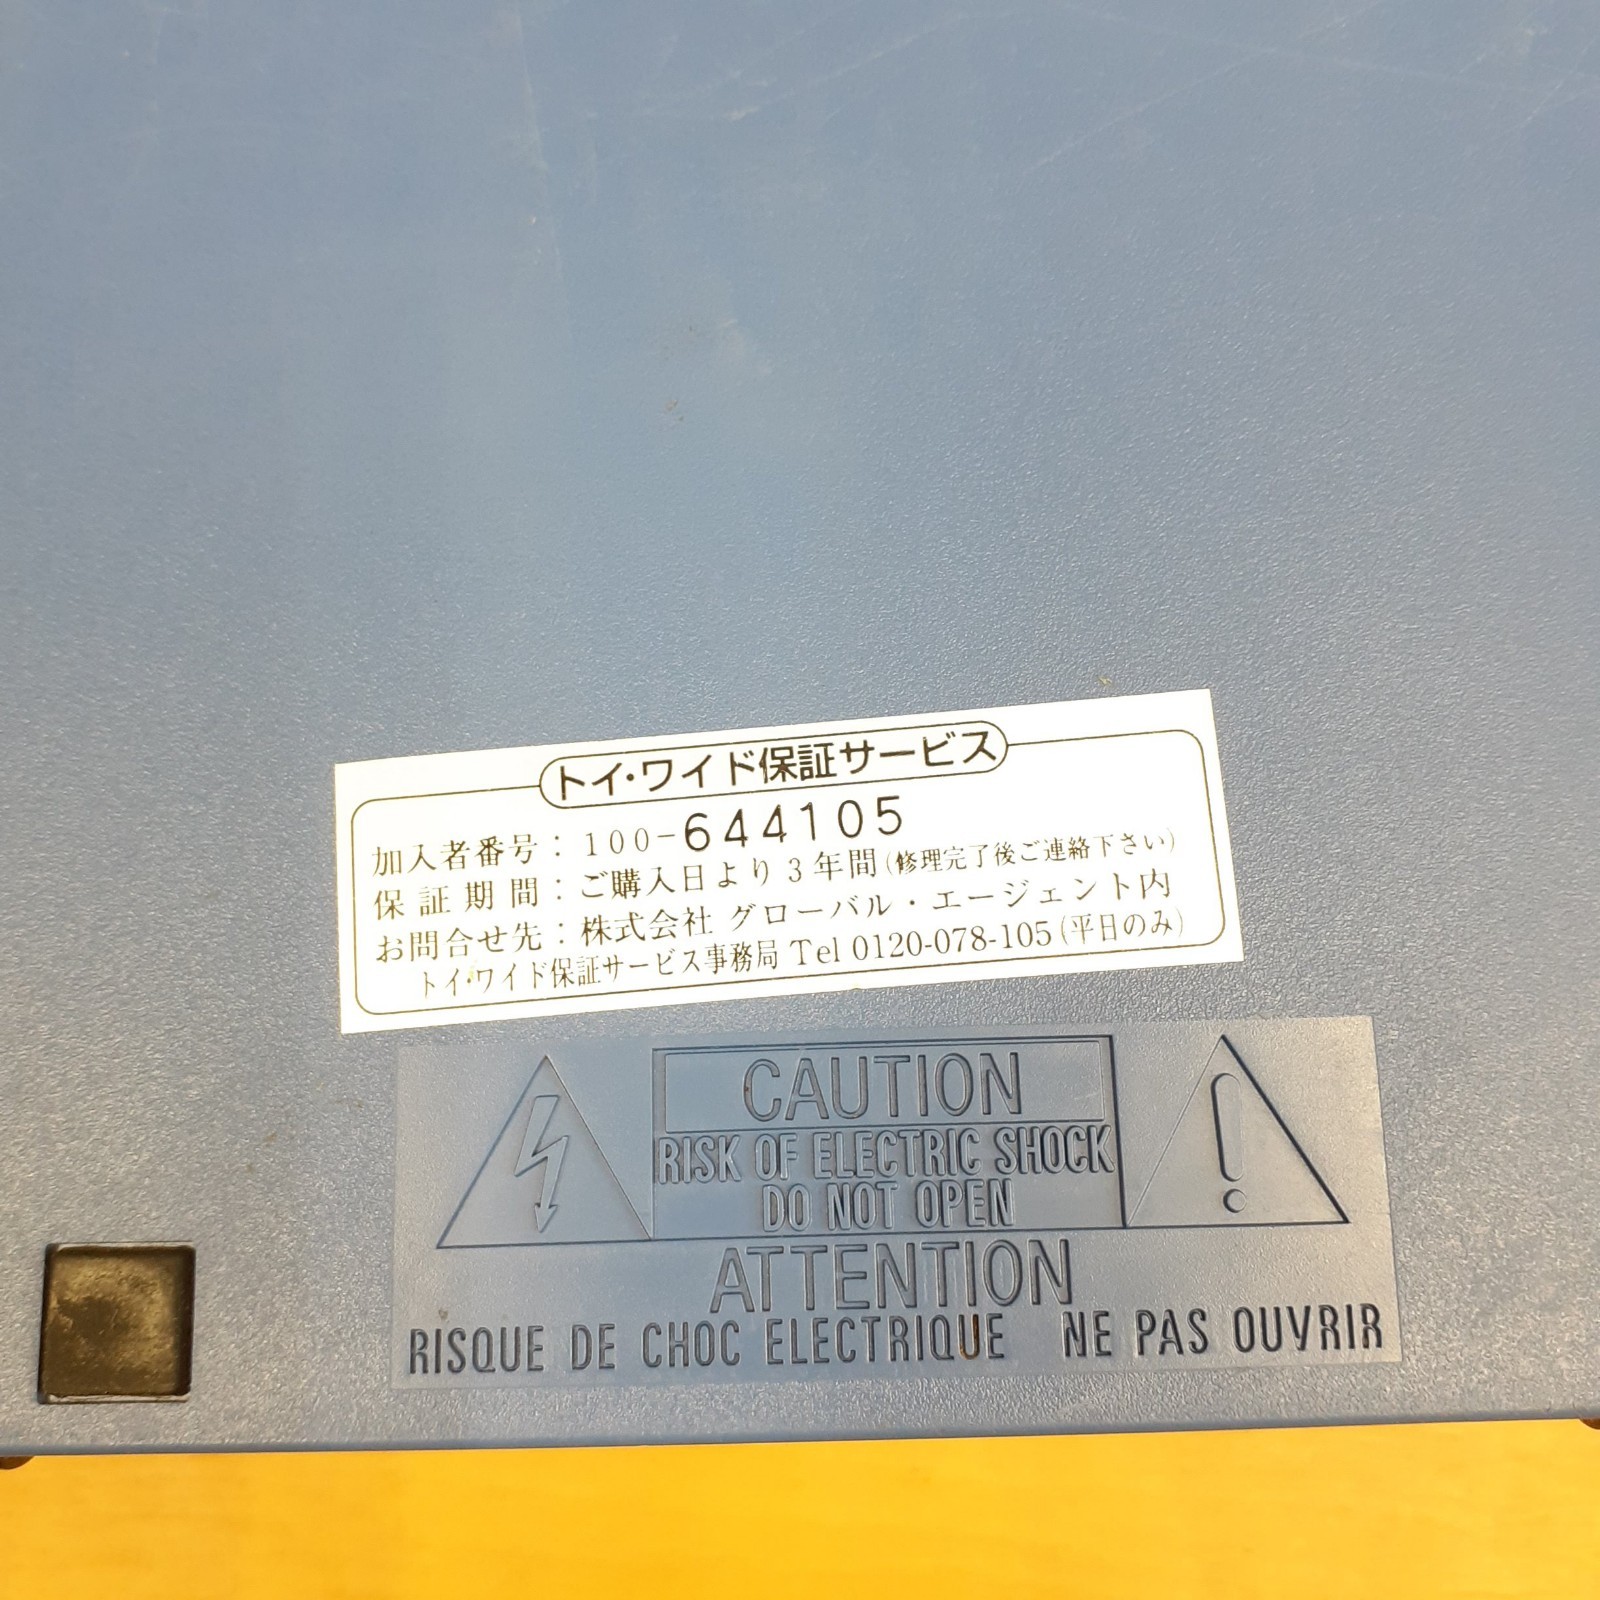 トイ・ワイド保証サービス
加入者番号：100-644105
保証期間：ご購入日より3年間(修理完了後ご連絡下さい)
お問合せ先：株式会社 グローバル・エージェント内
トイ・ワイド保証サービス事務局 Tel 0120-078-105(平日のみ)
CAUTION
RISK OF ELECTRIC SHOCK
DO NOT OPEN
ATTENTION
RISQUE DE CHOC ELECTRIQUE NE PAS OUVRIR